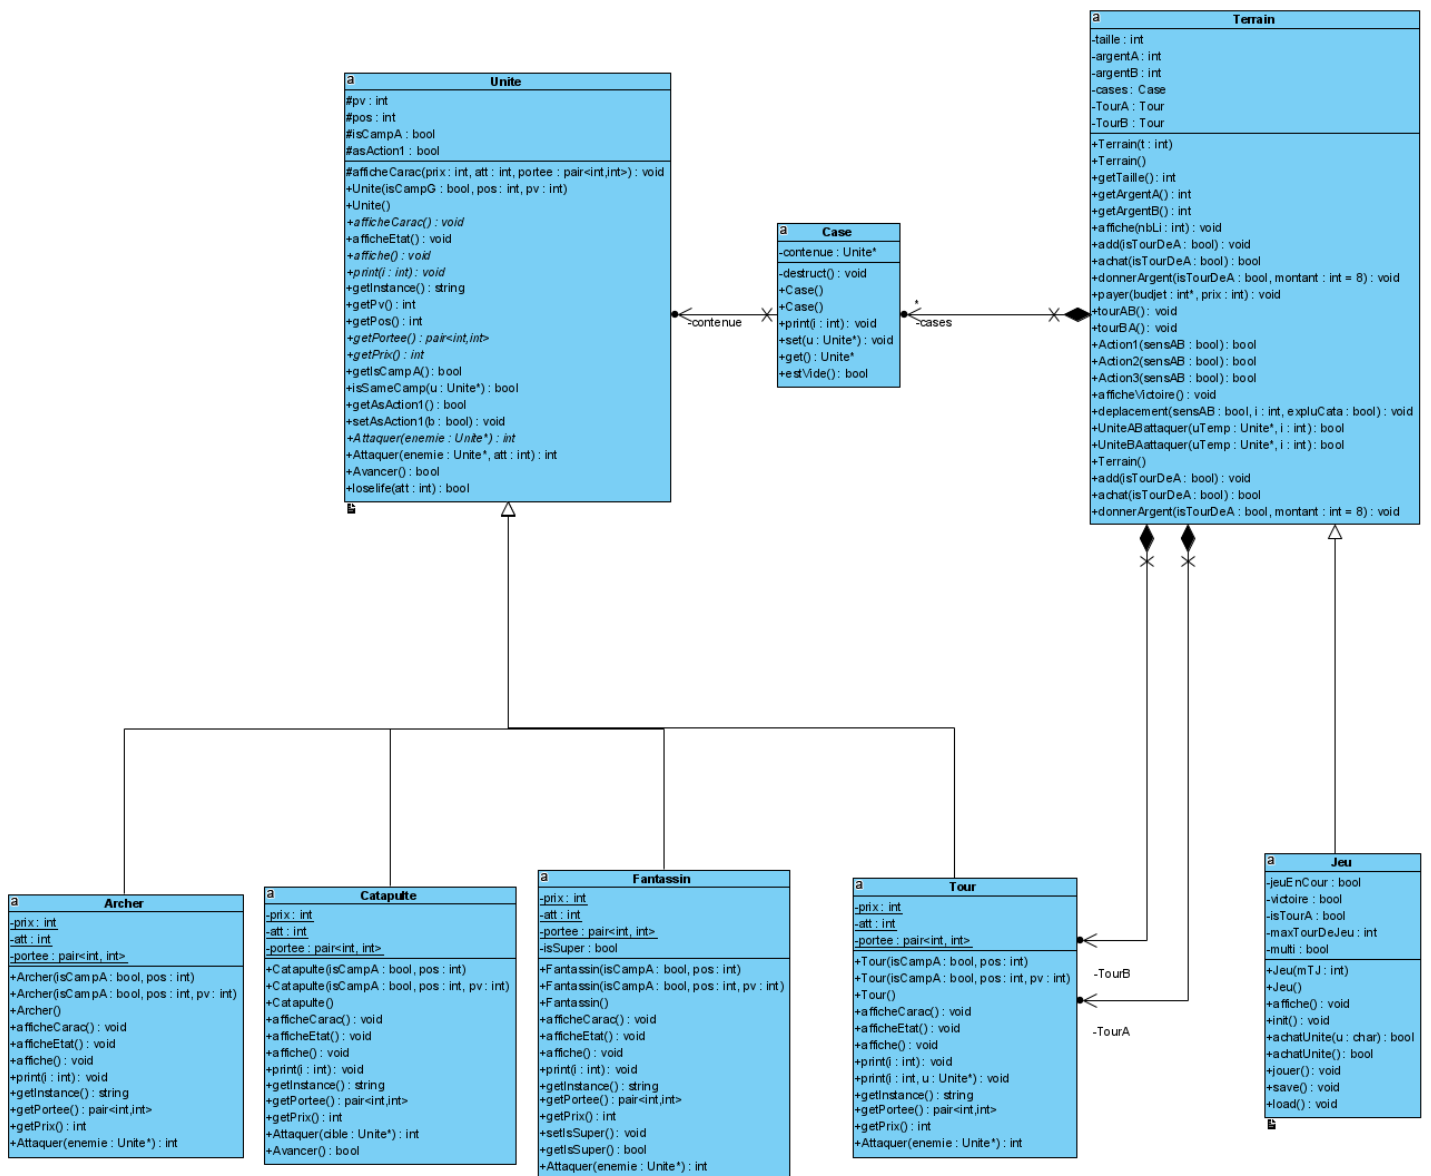 a
Unite
#pv : int
#pos : int
#isCampA : bool
#asAction1 : bool
#afficheCarac(prix : int, att : int, portee : pair<int,int>) : void
+Unite(isCampG : bool, pos : int, pv : int)
+Unite()
+afficheCarac() : void
+afficheEtat() : void
+affiche() : void
+print(i : int) : void
+getInstance() : string
+getPv() : int
+getPos() : int
+getPortee() : pair<int,int>
+getPrix() : int
+getIsCampA() : bool
+isSameCamp(u : Unite*) : bool
+getAsAction1() : bool
+setAsAction1(b : bool) : void
+Attaquer(enemie : Unite*) : int
+Attaquer(enemie : Unite*, att : int) : int
+Avancer() : bool
+loselife(att : int) : bool
-contenue
a
Case
-contenue : Unite*
-destruct() : void
+Case()
+Case()
+print(i : int) : void
+set(u : Unite*) : void
+get() : Unite*
+estVide() : bool
*
-cases
a
Terrain
-taille : int
-argentA : int
-argentB : int
-cases : Case
-TourA : Tour
-TourB : Tour
+Terrain(t : int)
+Terrain()
+getTaille() : int
+getArgentA() : int
+getArgentB() : int
+affiche(nbLi : int) : void
+add(isTourDeA : bool) : void
+achat(isTourDeA : bool) : bool
+donnerArgent(isTourDeA : bool, montant : int = 8) : void
+payer(budjet : int*, prix : int) : void
+tourAB() : void
+tourBA() : void
+Action1(sensAB : bool) : bool
+Action2(sensAB : bool) : bool
+Action3(sensAB : bool) : bool
+afficheVictoire() : void
+deplacement(sensAB : bool, i : int, expluCata : bool) : void
+UniteABattaquer(uTemp : Unite*, i : int) : bool
+UniteBAattaquer(uTemp : Unite*, i : int) : bool
+Terrain()
+add(isTourDeA : bool) : void
+achat(isTourDeA : bool) : bool
+donnerArgent(isTourDeA : bool, montant : int = 8) : void
a
Archer
-prix : int
-att : int
-portee : pair<int, int>
+Archer(isCampA : bool, pos : int)
+Archer(isCampA : bool, pos : int, pv : int)
+Archer()
+afficheCarac() : void
+afficheEtat() : void
+affiche() : void
+print(i : int) : void
+getInstance() : string
+getPortee() : pair<int,int>
+getPrix() : int
+Attaquer(enemie : Unite*) : int
a
Catapulte
-prix : int
-att : int
-portee : pair<int, int>
+Catapulte(isCampA : bool, pos : int)
+Catapulte(isCampA : bool, pos : int, pv : int)
+Catapulte()
+afficheCarac() : void
+afficheEtat() : void
+affiche() : void
+print(i : int) : void
+getInstance() : string
+getPortee() : pair<int,int>
+getPrix() : int
+Attaquer(cible : Unite*) : int
+Avancer() : bool
a
Fantassin
-prix : int
-att : int
-portee : pair<int, int>
-isSuper : bool
+Fantassin(isCampA : bool, pos : int)
+Fantassin(isCampA : bool, pos : int, pv : int)
+Fantassin()
+afficheCarac() : void
+afficheEtat() : void
+affiche() : void
+print(i : int) : void
+getInstance() : string
+getPortee() : pair<int,int>
+getPrix() : int
+setIsSuper() : void
+getIsSuper() : bool
+Attaquer(enemie : Unite*) : int
a
Tour
-prix : int
-att : int
-portee : pair<int, int>
+Tour(isCampA : bool, pos : int)
+Tour(isCampA : bool, pos : int, pv : int)
+Tour()
+afficheCarac() : void
+afficheEtat() : void
+affiche() : void
+print(i : int) : void
+print(i : int, u : Unite*) : void
+getInstance() : string
+getPortee() : pair<int,int>
+getPrix() : int
+Attaquer(enemie : Unite*) : int
-TourB
-TourA
a
Jeu
-jeuEnCour : bool
-victoire : bool
-isTourA : bool
-maxTourDeJeu : int
-multi : bool
+Jeu(mTJ : int)
+Jeu()
+affiche() : void
+init() : void
+achatUnite(u : char) : bool
+achatUnite() : bool
+jouer() : void
+save() : void
+load() : void